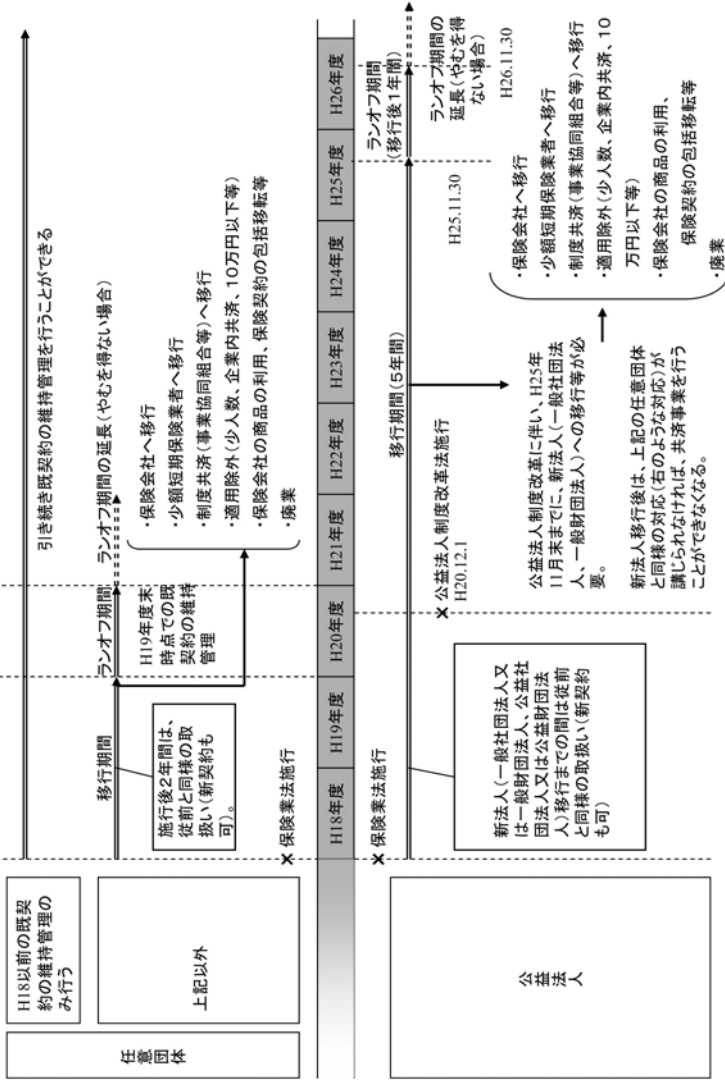 任意団体
H18以前の既契
約の維持管理の
み行う
引き続き既契約の維持管理を行うことができる
上記以外
移行期間
ランオフ期間
ランオフ期間の延長(やむを得ない場合)
施行後2年間は、
従前と同様の取
扱い(新契約も
可)。
H19年度末
時点での既
契約の維持
管理
・保険会社へ移行
・少額短期保険業者へ移行
・制度共済(事業協同組合等)へ移行
・適用除外(少人数、企業内共済、10万円以下等)
・保険会社の商品の利用、保険契約の包括移転等
・廃業
×保険業法施行
H18年度
H19年度
H20年度
H21年度
H22年度
H23年度
H24年度
H25年度
H26年度
×保険業法施行
公益法人
移行期間(5年間)
ランオフ期間
(移行後1年間)
ランオフ期間の
延長(やむを得
ない場合)
H25.11.30
H26.11.30
×公益法人制度改革法施行
H20.12.1
新法人(一般社団法人又
は一般財団法人、公益社
団法人又は公益財団法
人)移行までの間は従前
と同様の取扱い(新契約
も可)
公益法人制度改革に伴い、H25年
11月末までに、新法人(一般社団法
人、一般財団法人)への移行等が必
要。
新法人移行後は、上記の任意団体
と同様の対応(右のような対応)が
講じられなければ、共済事業を行う
ことができなくなる。
・保険会社へ移行
・少額短期保険業者へ移行
・制度共済(事業協同組合等)へ移行
・適用除外(少人数、企業内共済、10
万円以下等)
・保険会社の商品の利用、
保険契約の包括移転等
・廃業